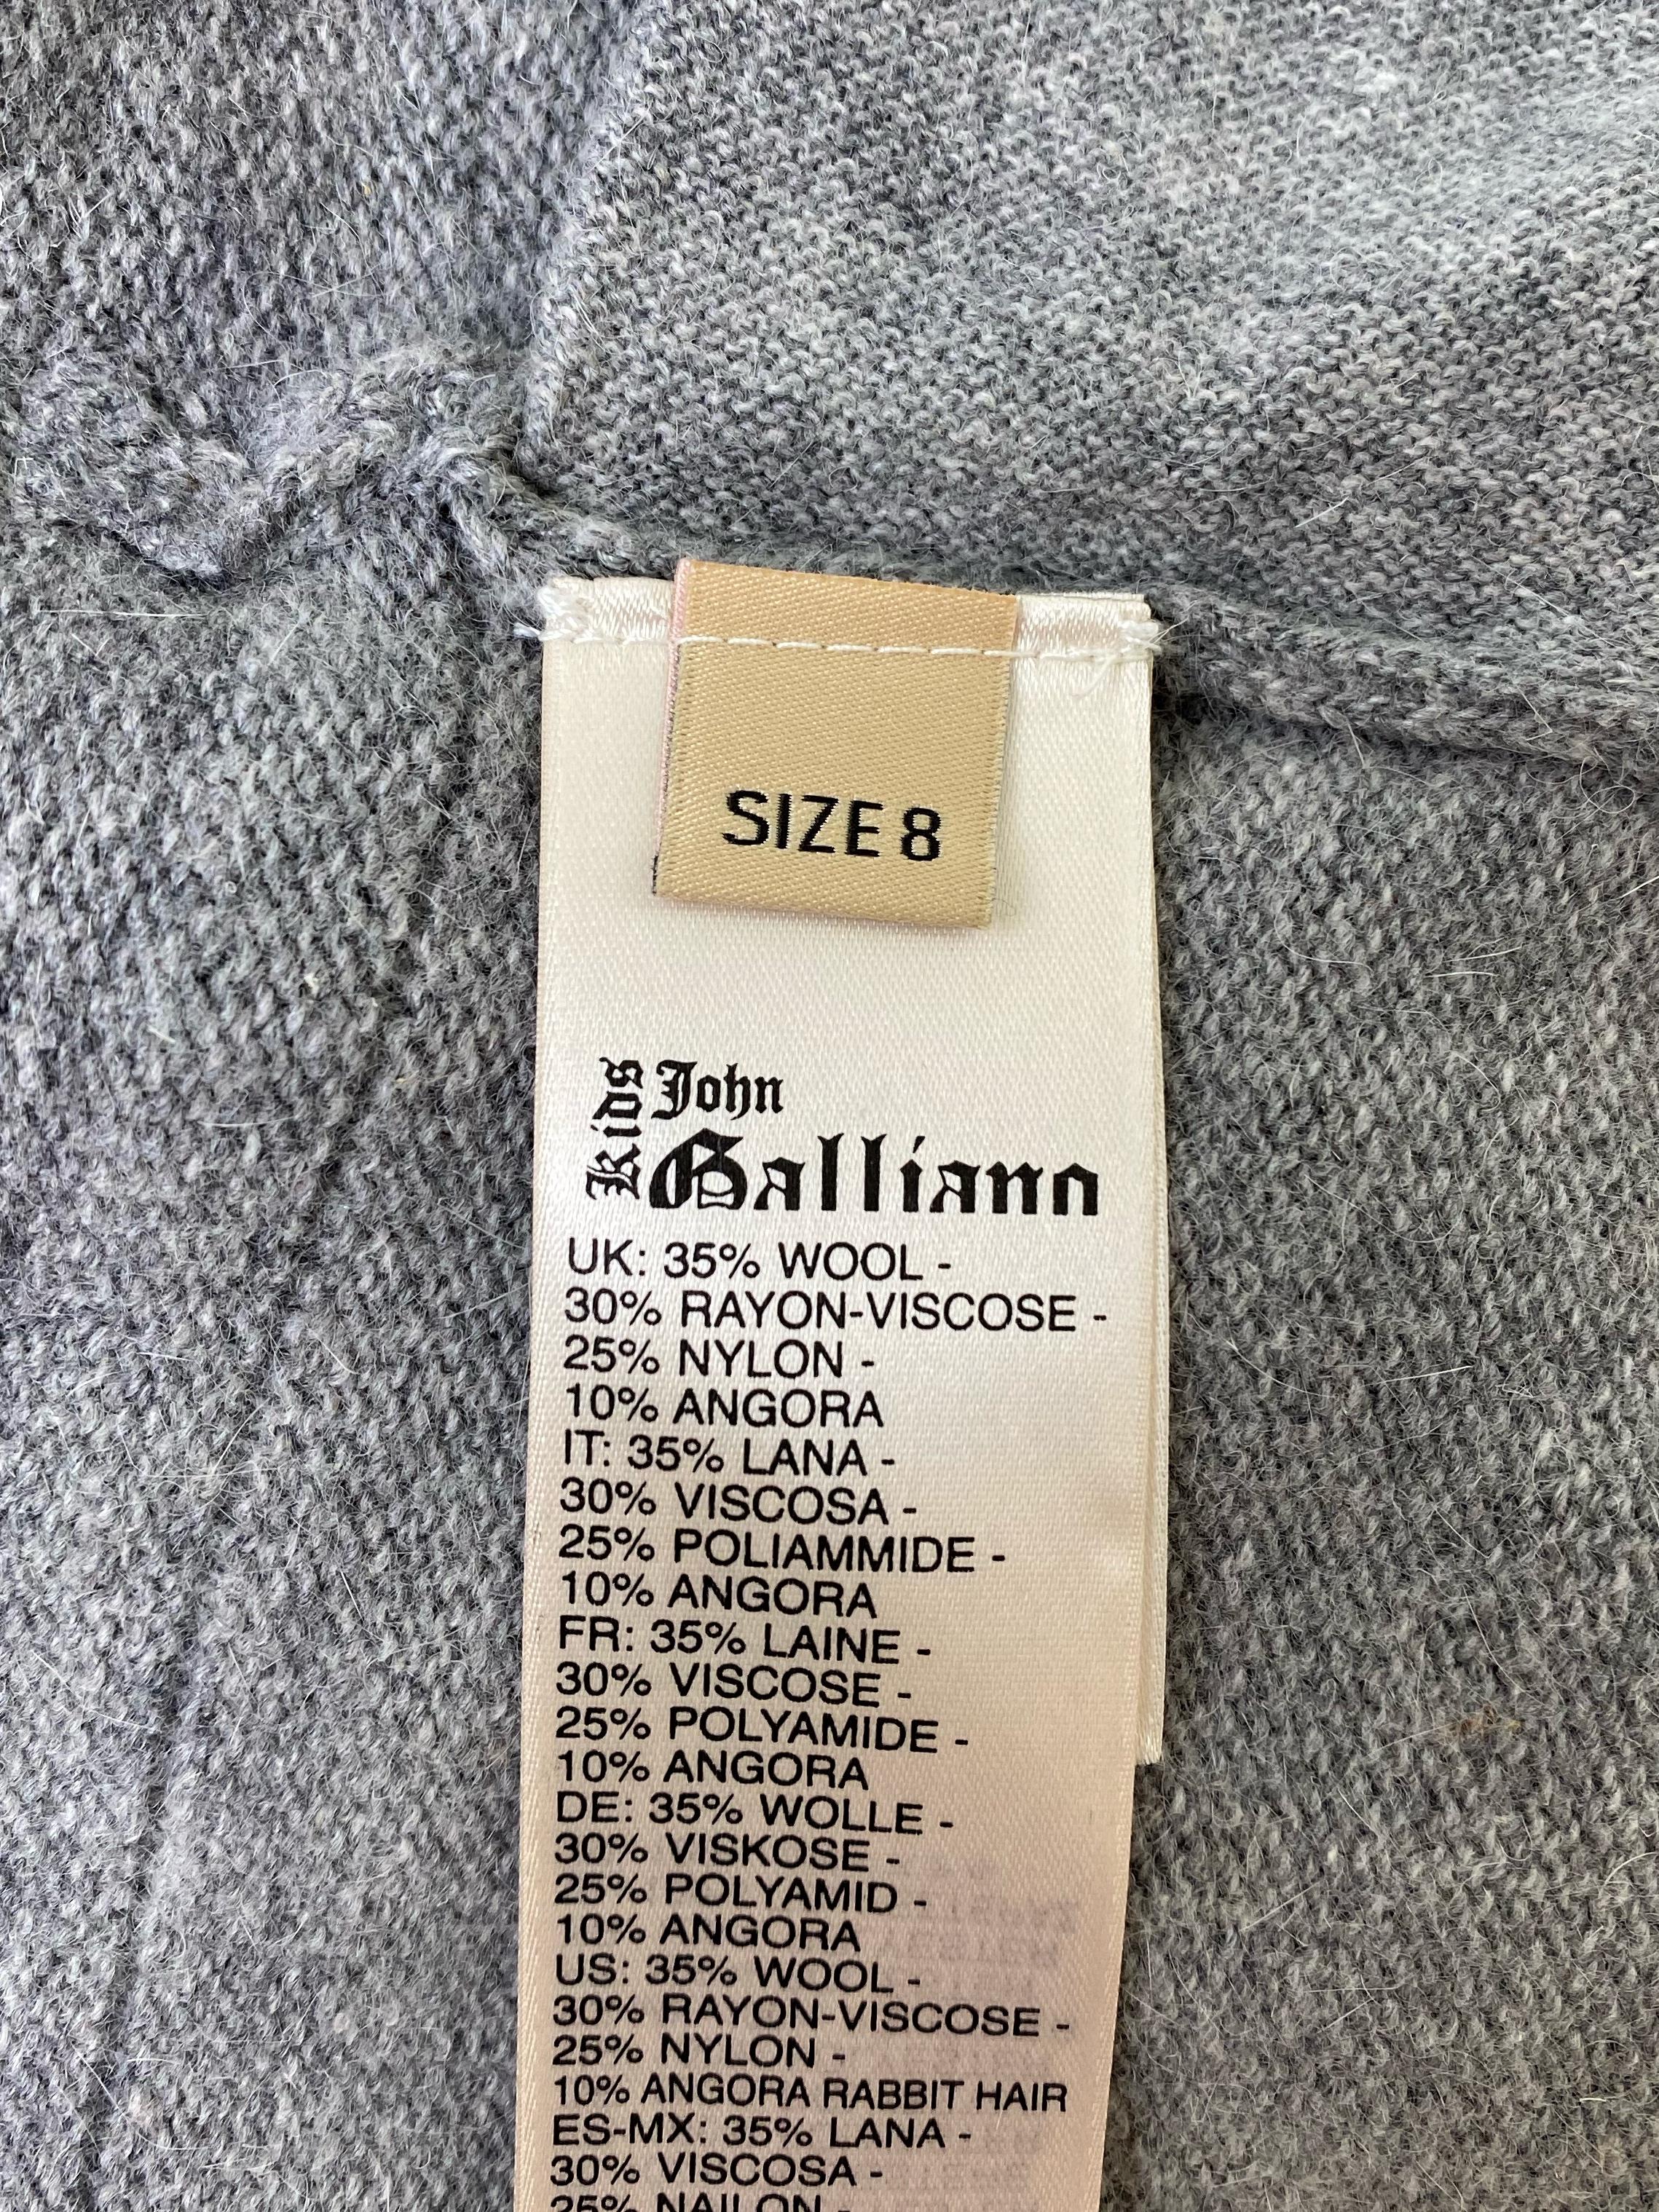 SIZE 8
Kids
John
Galliano
UK: 35% WOOL -
30% RAYON-VISCOSE -
25% NYLON -
10% ANGORA
IT: 35% LANA -
30% VISCOSA -
25% POLIAMMIDE -
10% ANGORA
FR: 35% LAINE -
30% VISCOSE -
25% POLYAMIDE -
10% ANGORA
DE: 35% WOLLE -
30% VISKOSE -
25% POLYAMID -
10% ANGORA
US: 35% WOOL -
30% RAYON-VISCOSE -
25% NYLON -
10% ANGORA RABBIT HAIR
ES-MX: 35% LANA -
30% VISCOSA -
25% NAILON -